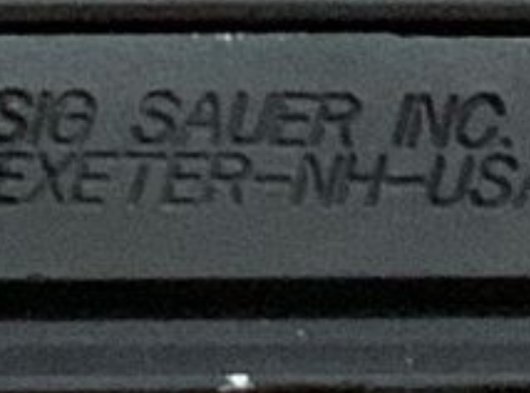 SIG SAUER INC.
EXETER-NH-USA